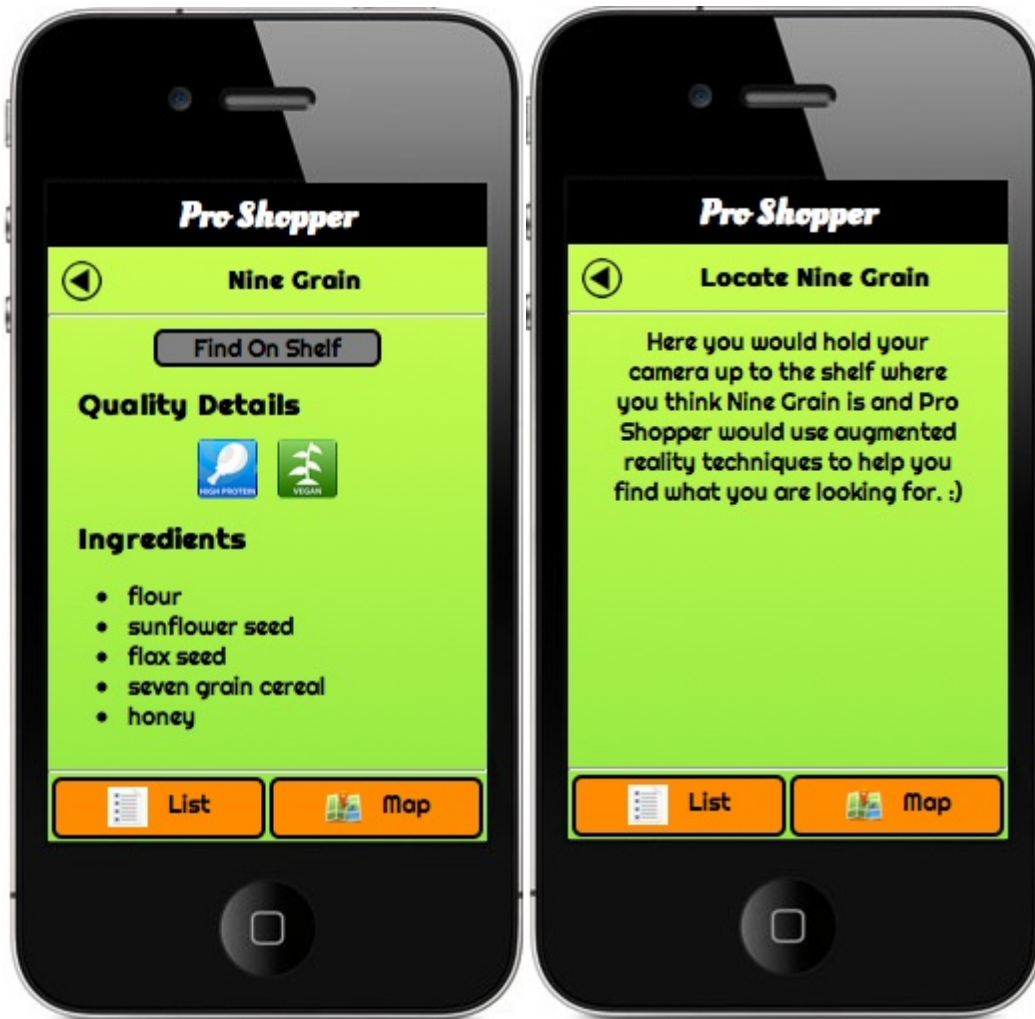 Pro Shopper
Nine Grain
Find On Shelf
Quality Details
HIGH PROTEIN
VEGAN
Ingredients
flour
sunflower seed
flax seed
seven grain cereal
honey
List
Map
Pro Shopper
Locate Nine Grain
Here you would hold your
camera up to the shelf where
you think Nine Grain is and Pro
Shopper would use augmented
reality techniques to help you
find what you are looking for. :)
List
Map